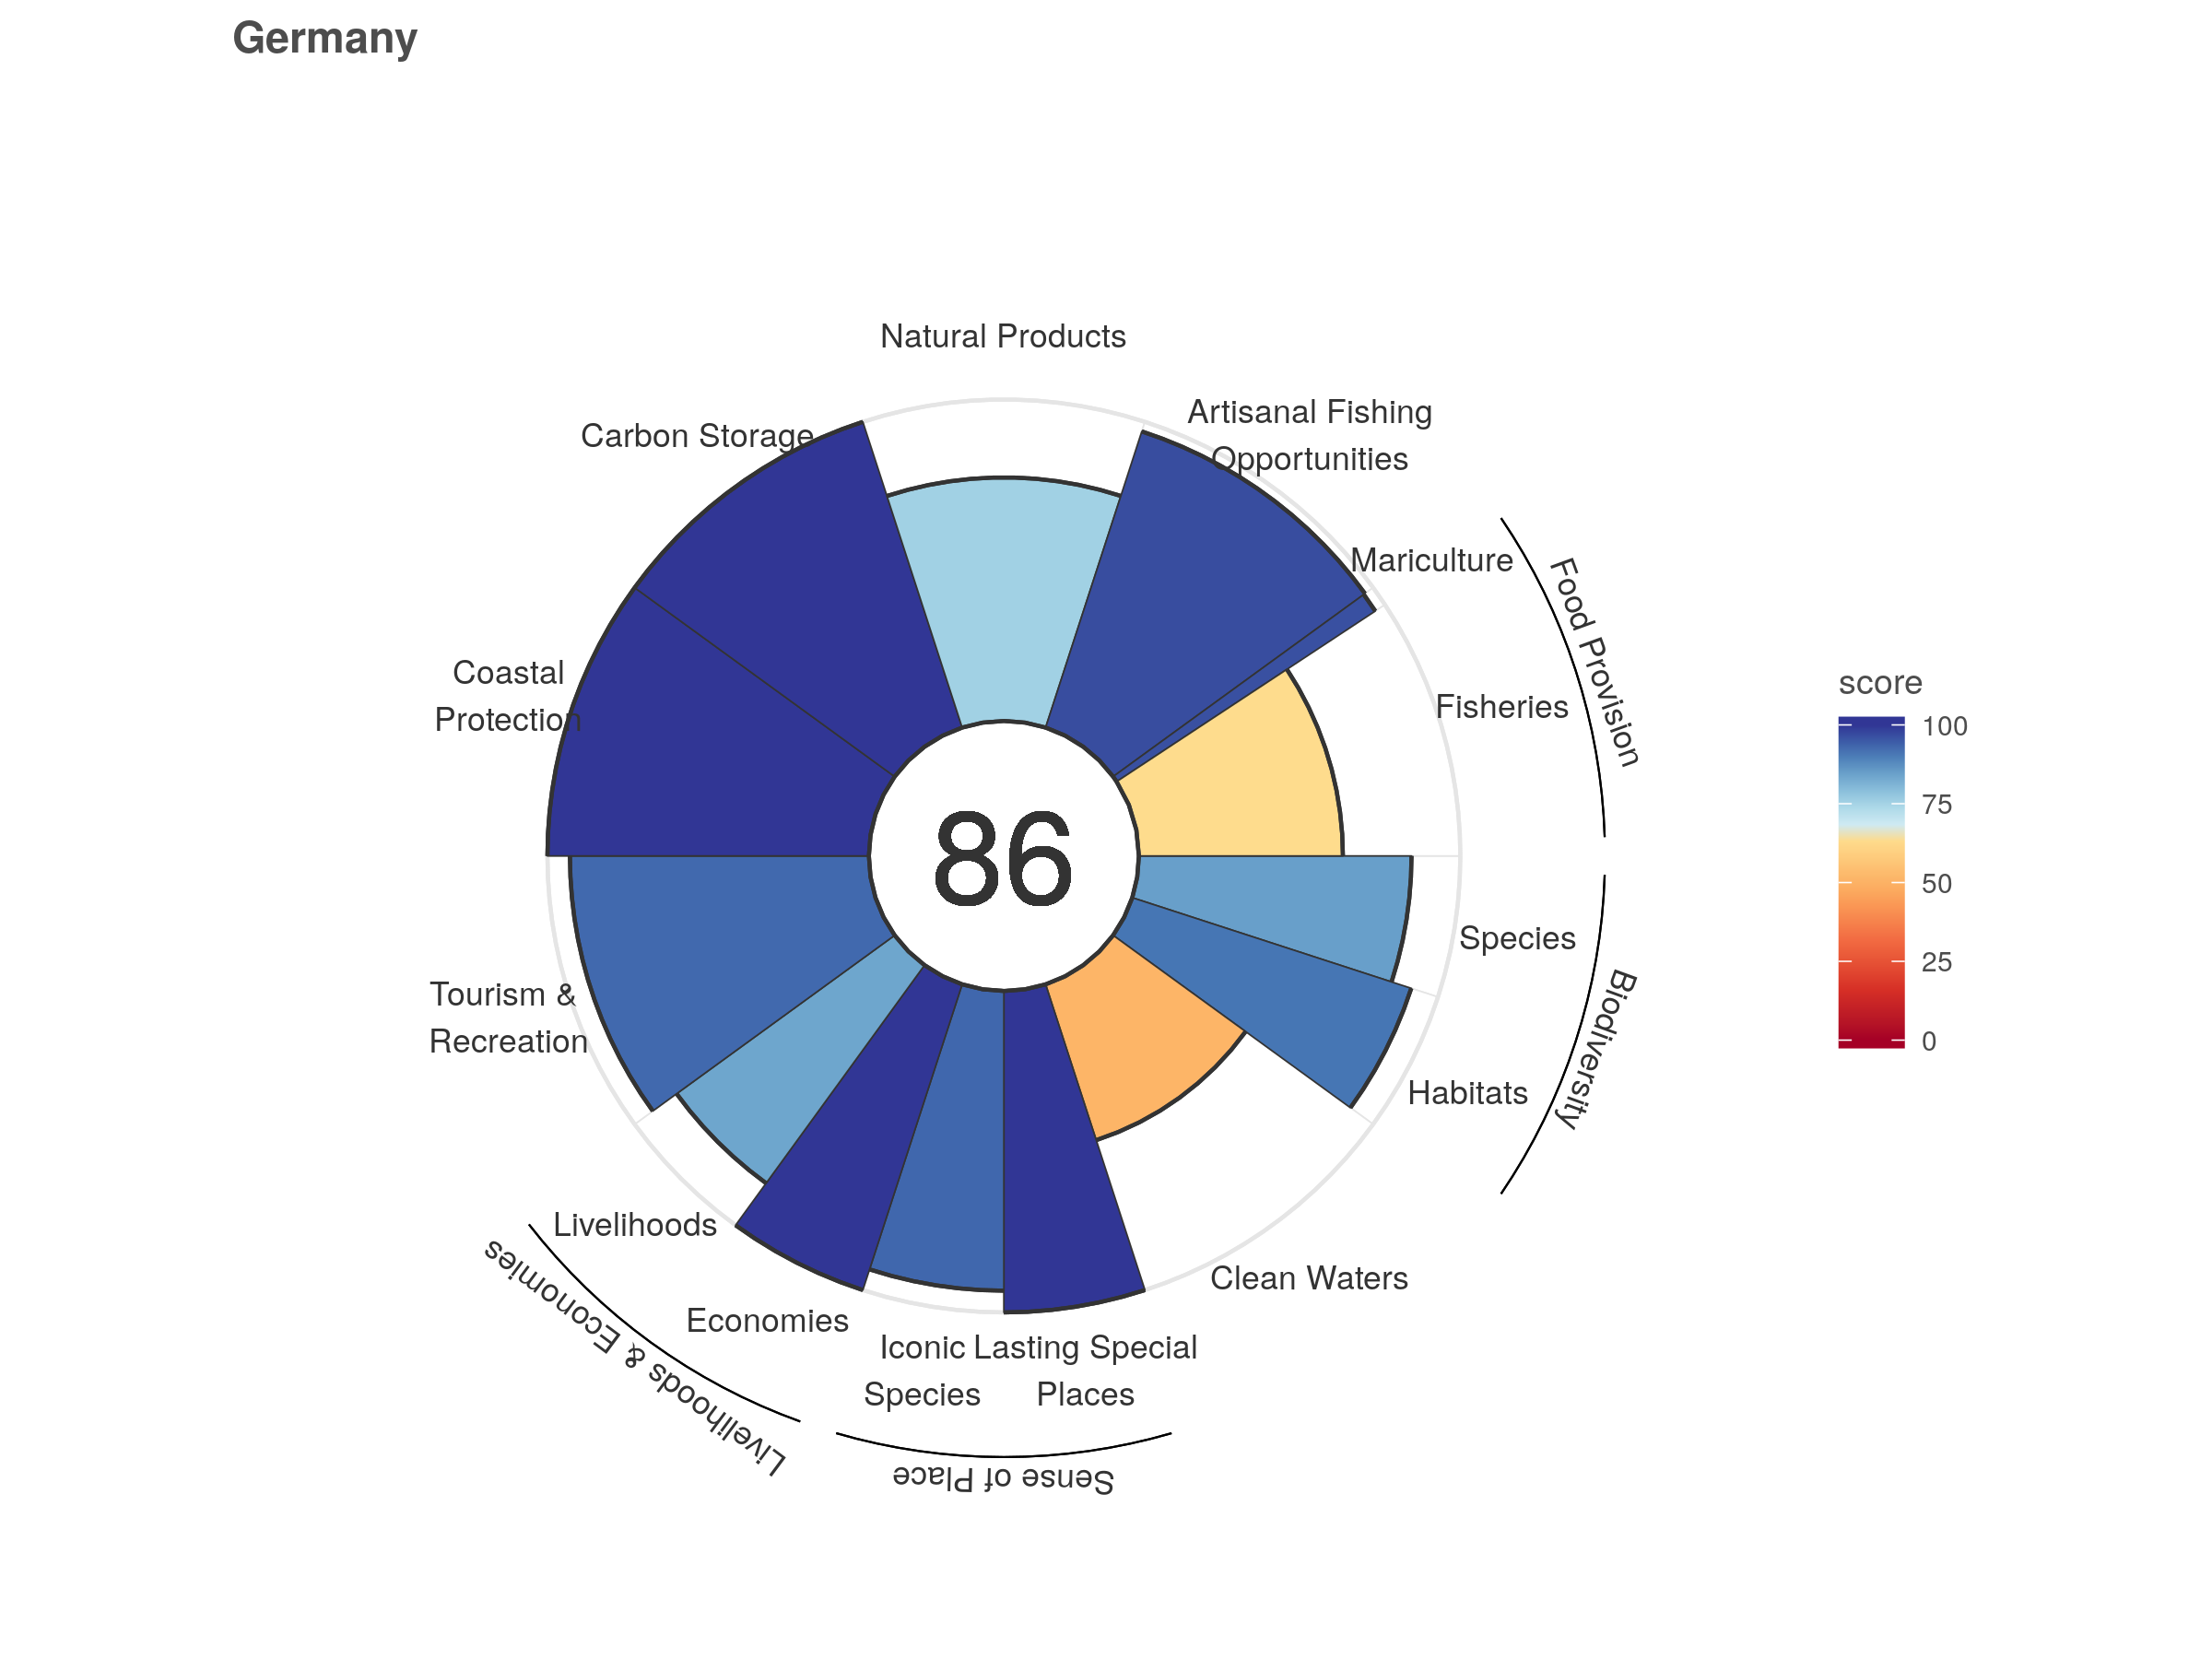 Germany
Natural Products
Artisanal Fishing
Opportunities
Carbon Storage
Mariculture
Food Provision
Coastal
Protection
Fisheries
score
100
75
50
25
0
86
Species
Biodiversity
Tourism &
Recreation
Habitats
Livelihoods
Clean Waters
Economies
Livelihoods & Economies
Iconic
Species
Lasting Special
Places
Sense of Place